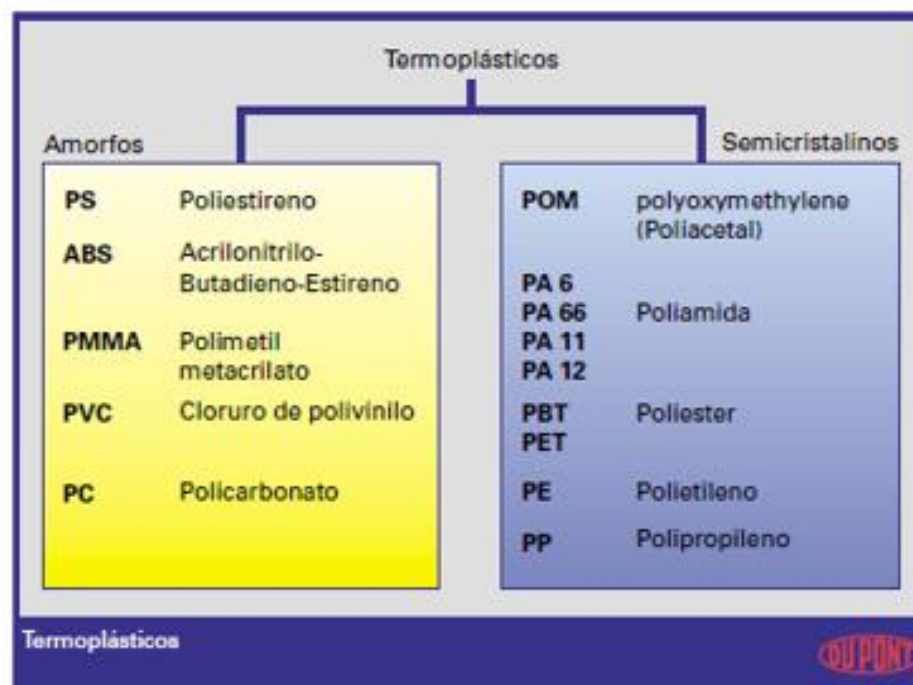 Termoplásticos
Amorfos
PS Poliestireno
ABS Acrilonitrilo-
Butadieno-Estireno
PMMA Polimetil
metacrilato
PVC Cloruro de polivinilo
PC Policarbonato
Semicristalinos
POM polyoxymethylene
(Poliacetal)
PA 6
PA 66 Poliamida
PA 11
PA 12
PBT Poliester
PET
PE Polietileno
PP Polipropileno
Termoplásticos
DU PONT